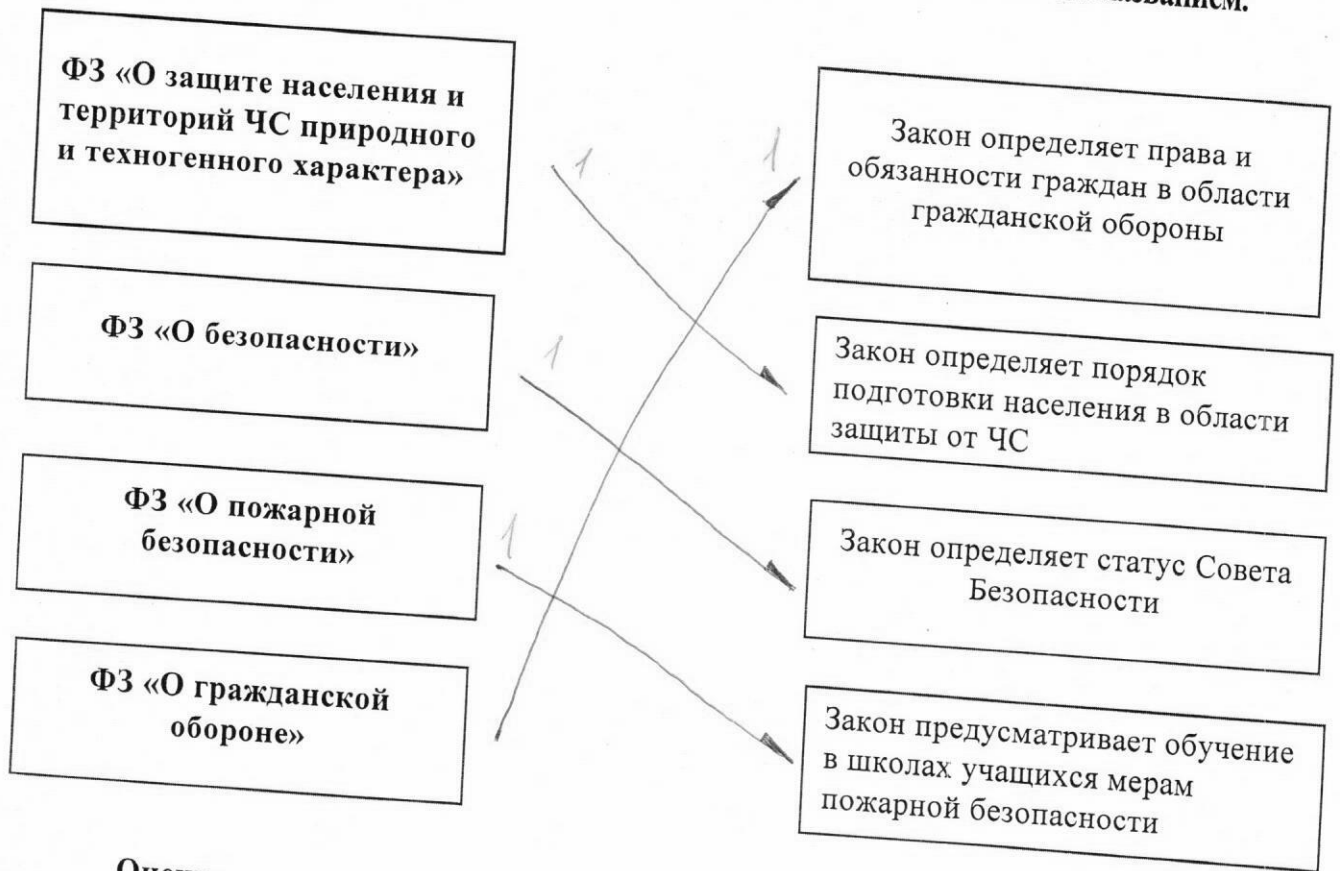 ФЗ «О защите населения и
территорий ЧС природного
и техногенного характера»
1
1
Закон определяет права и
обязанности граждан в области
гражданской обороны
ФЗ «О безопасности»
1
Закон определяет порядок
подготовки населения в области
защиты от ЧС
ФЗ «О пожарной
безопасности»
1
Закон определяет статус Совета
Безопасности
ФЗ «О гражданской
обороне»
Закон предусматривает обучение
в школах учащихся мерам
пожарной безопасности